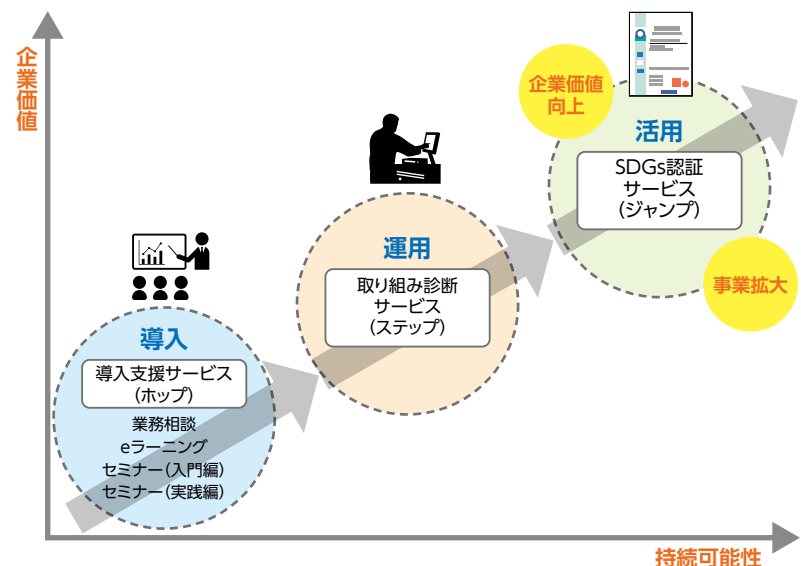 企業価値
企業価値
向上
活用
SDGs認証
サービス
(ジャンプ)
事業拡大
運用
取り組み診断
サービス
(ステップ)
導入
導入支援サービス
(ホップ)
業務相談
eラーニング
セミナー(入門編)
セミナー(実践編)
持続可能性